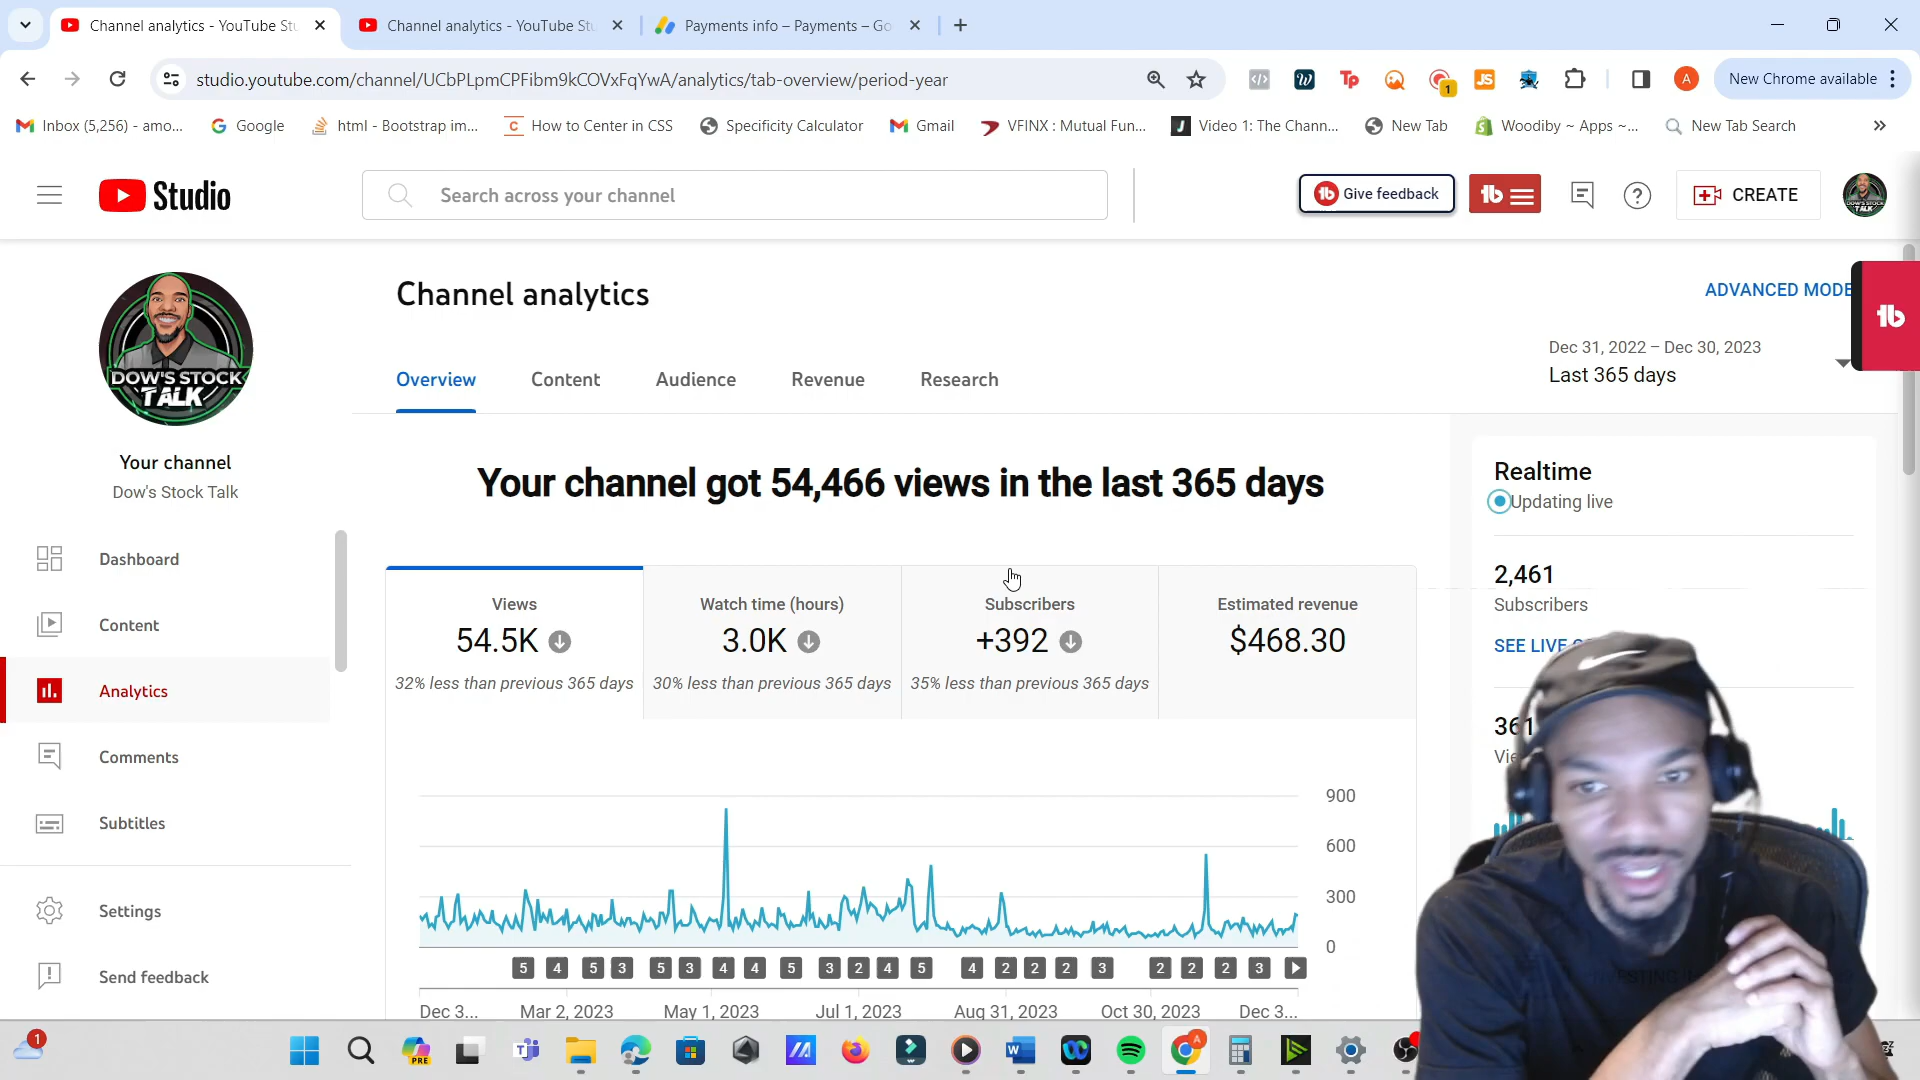 Channel analytics - YouTube Stu
Channel analytics - YouTube Stu
Payments info – Payments – Go
studio.youtube.com/channel/UCbPLpmCPFibm9kCOVxFqYwA/analytics/tab-overview/period-year
1
JS
A
New Chrome available
Inbox (5,256) - amo...
Google
html - Bootstrap im...
How to Center in CSS
Specificity Calculator
Gmail
VFINX : Mutual Fun...
Video 1: The Chann...
New Tab
Woodiby ~ Apps ~...
New Tab Search
Studio
Search across your channel
Give feedback
CREATE
DOW'S STOCK TALK
Your channel
Dow's Stock Talk
Dashboard
Content
Analytics
Comments
Subtitles
Settings
Send feedback
Channel analytics
ADVANCED MODE
Overview
Content
Audience
Revenue
Research
Dec 31, 2022 – Dec 30, 2023
Last 365 days
Your channel got 54,466 views in the last 365 days
Views
54.5K
32% less than previous 365 days
Watch time (hours)
3.0K
30% less than previous 365 days
Subscribers
+392
35% less than previous 365 days
Estimated revenue
$468.30
900
600
300
0
5 4 5 3 5 3 4 4 5 3 2 4 5 4 2 2 2 3 2 2 2 3
Dec 3... Mar 2, 2023 May 1, 2023 Jul 1, 2023 Aug 31, 2023 Oct 30, 2023 Dec 3...
Realtime
Updating live
2,461
Subscribers
SEE LIVE
361
1
PRE
A